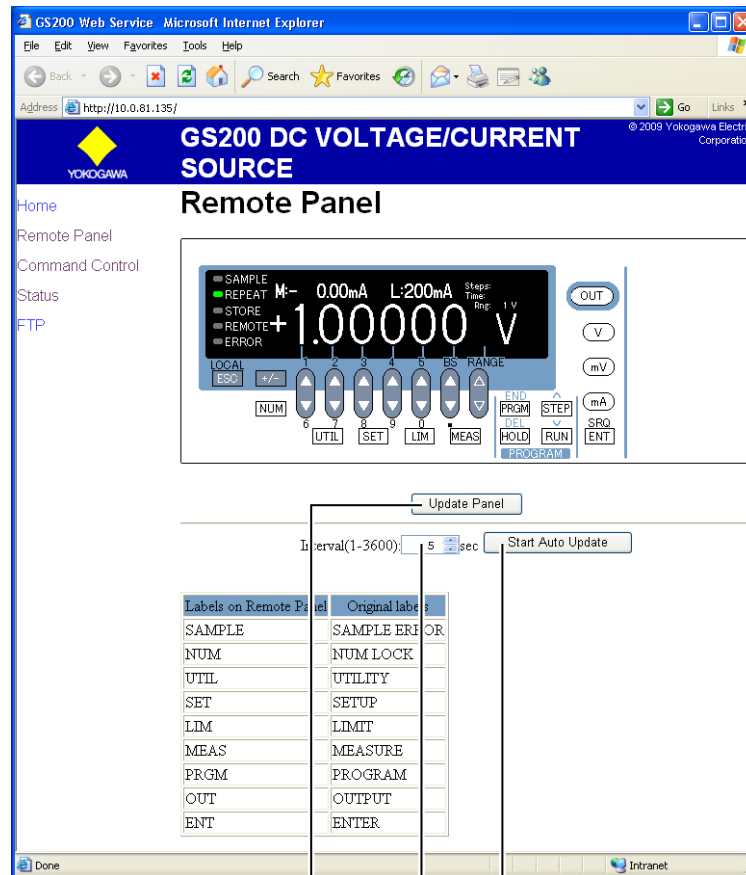 GS200 Web Service Microsoft Internet Explorer
File Edit View Favorites Tools Help
Back Search Favorites
Address http://10.0.81.135/ Go Links
YOKOGAWA
GS200 DC VOLTAGE/CURRENT
SOURCE
© 2009 Yokogawa Electri
Corporatio
Home
Remote Panel
Command Control
Status
FTP
Remote Panel
SAMPLE
REPEAT
STORE
REMOTE
ERROR
M:- 0.00mA L:200mA
Steps:
Time:
Rng: 1 V
+1.00000 V
OUT
V
mV
mA
LOCAL
ESC +/-
1 2 3 4 5 BS RANGE
NUM
6 7 8 9 0 .
UTIL SET LIM MEAS
END ^
PRGM STEP
DEL v SRQ
HOLD RUN ENT
PROGRAM
Update Panel
Interval(1-3600): 5 sec Start Auto Update
Labels on Remote Panel Original labels
SAMPLE SAMPLE ERROR
NUM NUM LOCK
UTIL UTILITY
SET SETUP
LIM LIMIT
MEAS MEASURE
PRGM PROGRAM
OUT OUTPUT
ENT ENTER
Done Intranet